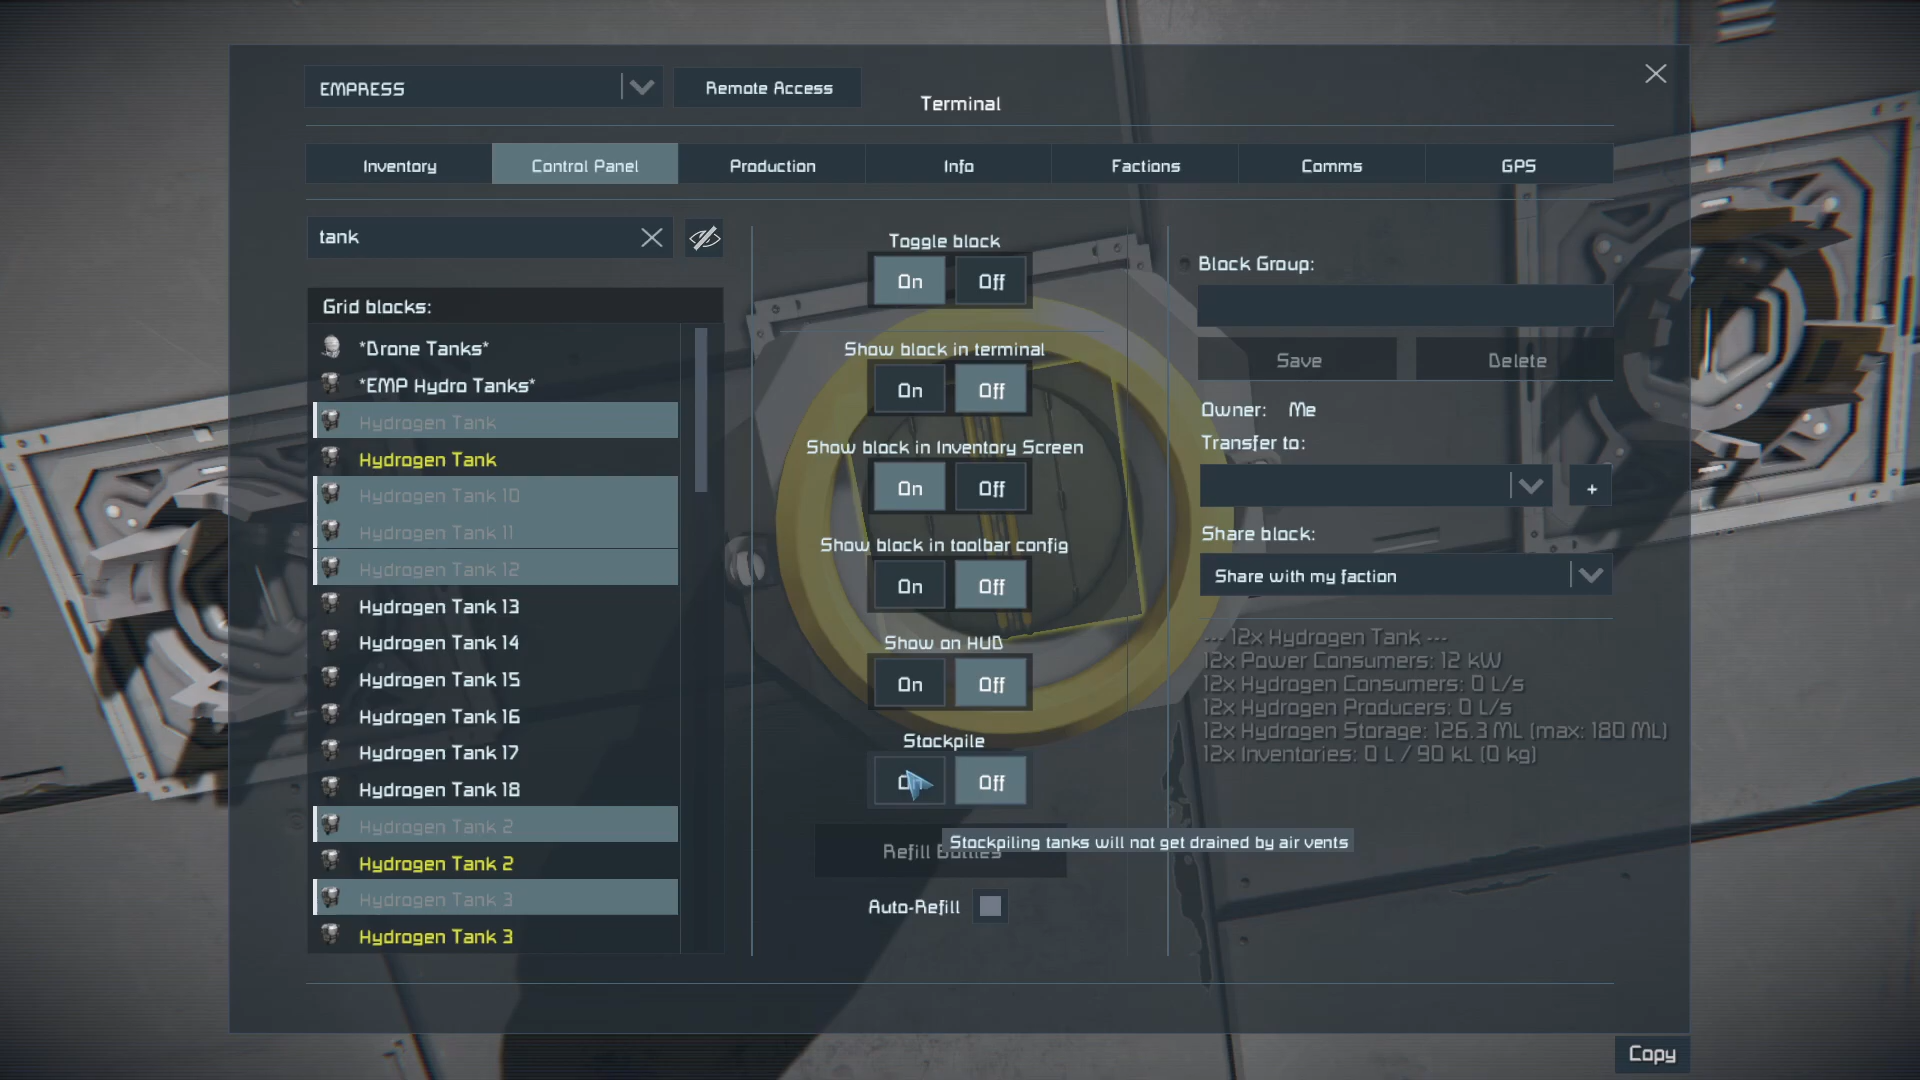 EMPRESS
Remote Access
Terminal
Inventory
Control Panel
Production
Info
Factions
Comms
GPS
tank
Grid blocks:
*Drone Tanks*
*EMP Hydro Tanks*
Hydrogen Tank
Hydrogen Tank
Hydrogen Tank 10
Hydrogen Tank 11
Hydrogen Tank 12
Hydrogen Tank 13
Hydrogen Tank 14
Hydrogen Tank 15
Hydrogen Tank 16
Hydrogen Tank 17
Hydrogen Tank 18
Hydrogen Tank 2
Hydrogen Tank 2
Hydrogen Tank 3
Hydrogen Tank 3
Toggle block
On Off
Show block in terminal
On Off
Show block in Inventory Screen
On Off
Show block in toolbar config
On Off
Show on HUD
On Off
Stockpile
On Off
Stockpiling tanks will not get drained by air vents
Refill Bottles
Auto-Refill
Block Group:
Save
Delete
Owner: Me
Transfer to:
+
Share block:
Share with my faction
--- 12x Hydrogen Tank ---
12x Power Consumers: 12 kW
12x Hydrogen Consumers: 0 L/s
12x Hydrogen Producers: 0 L/s
12x Hydrogen Storage: 126.3 ML (max: 180 ML)
12x Inventories: 0 L / 90 kL (0 kg)
Copy